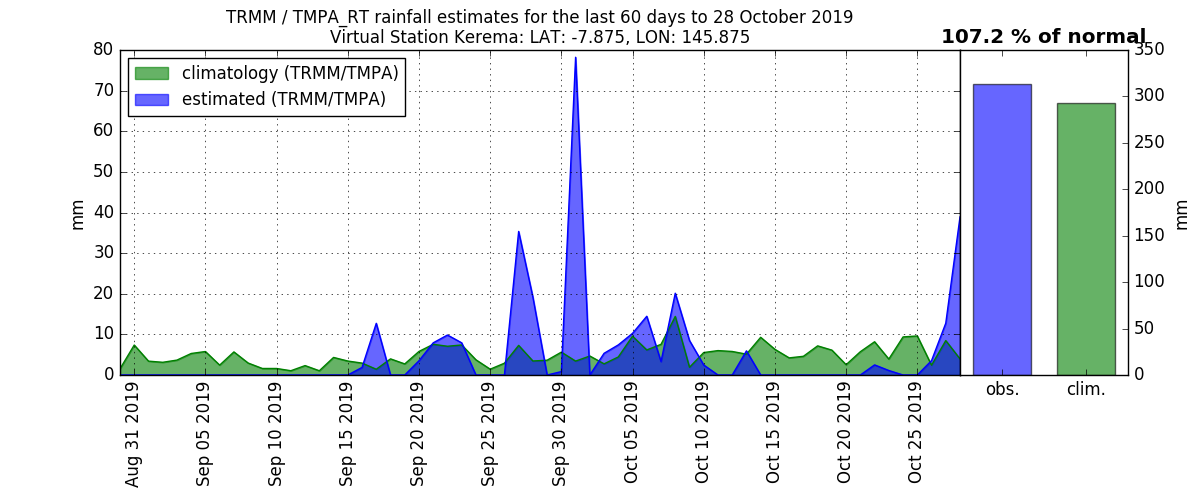 TRMM / TMPA_RT rainfall estimates for the last 60 days to 28 October 2019
Virtual Station Kerema: LAT: -7.875, LON: 145.875
107.2 % of normal
climatology (TRMM/TMPA)
estimated (TRMM/TMPA)
80
70
60
50
40
30
20
10
0
mm
Aug 31 2019
Sep 05 2019
Sep 10 2019
Sep 15 2019
Sep 20 2019
Sep 25 2019
Sep 30 2019
Oct 05 2019
Oct 10 2019
Oct 15 2019
Oct 20 2019
Oct 25 2019
obs.
clim.
350
300
250
200
150
100
50
0
mm